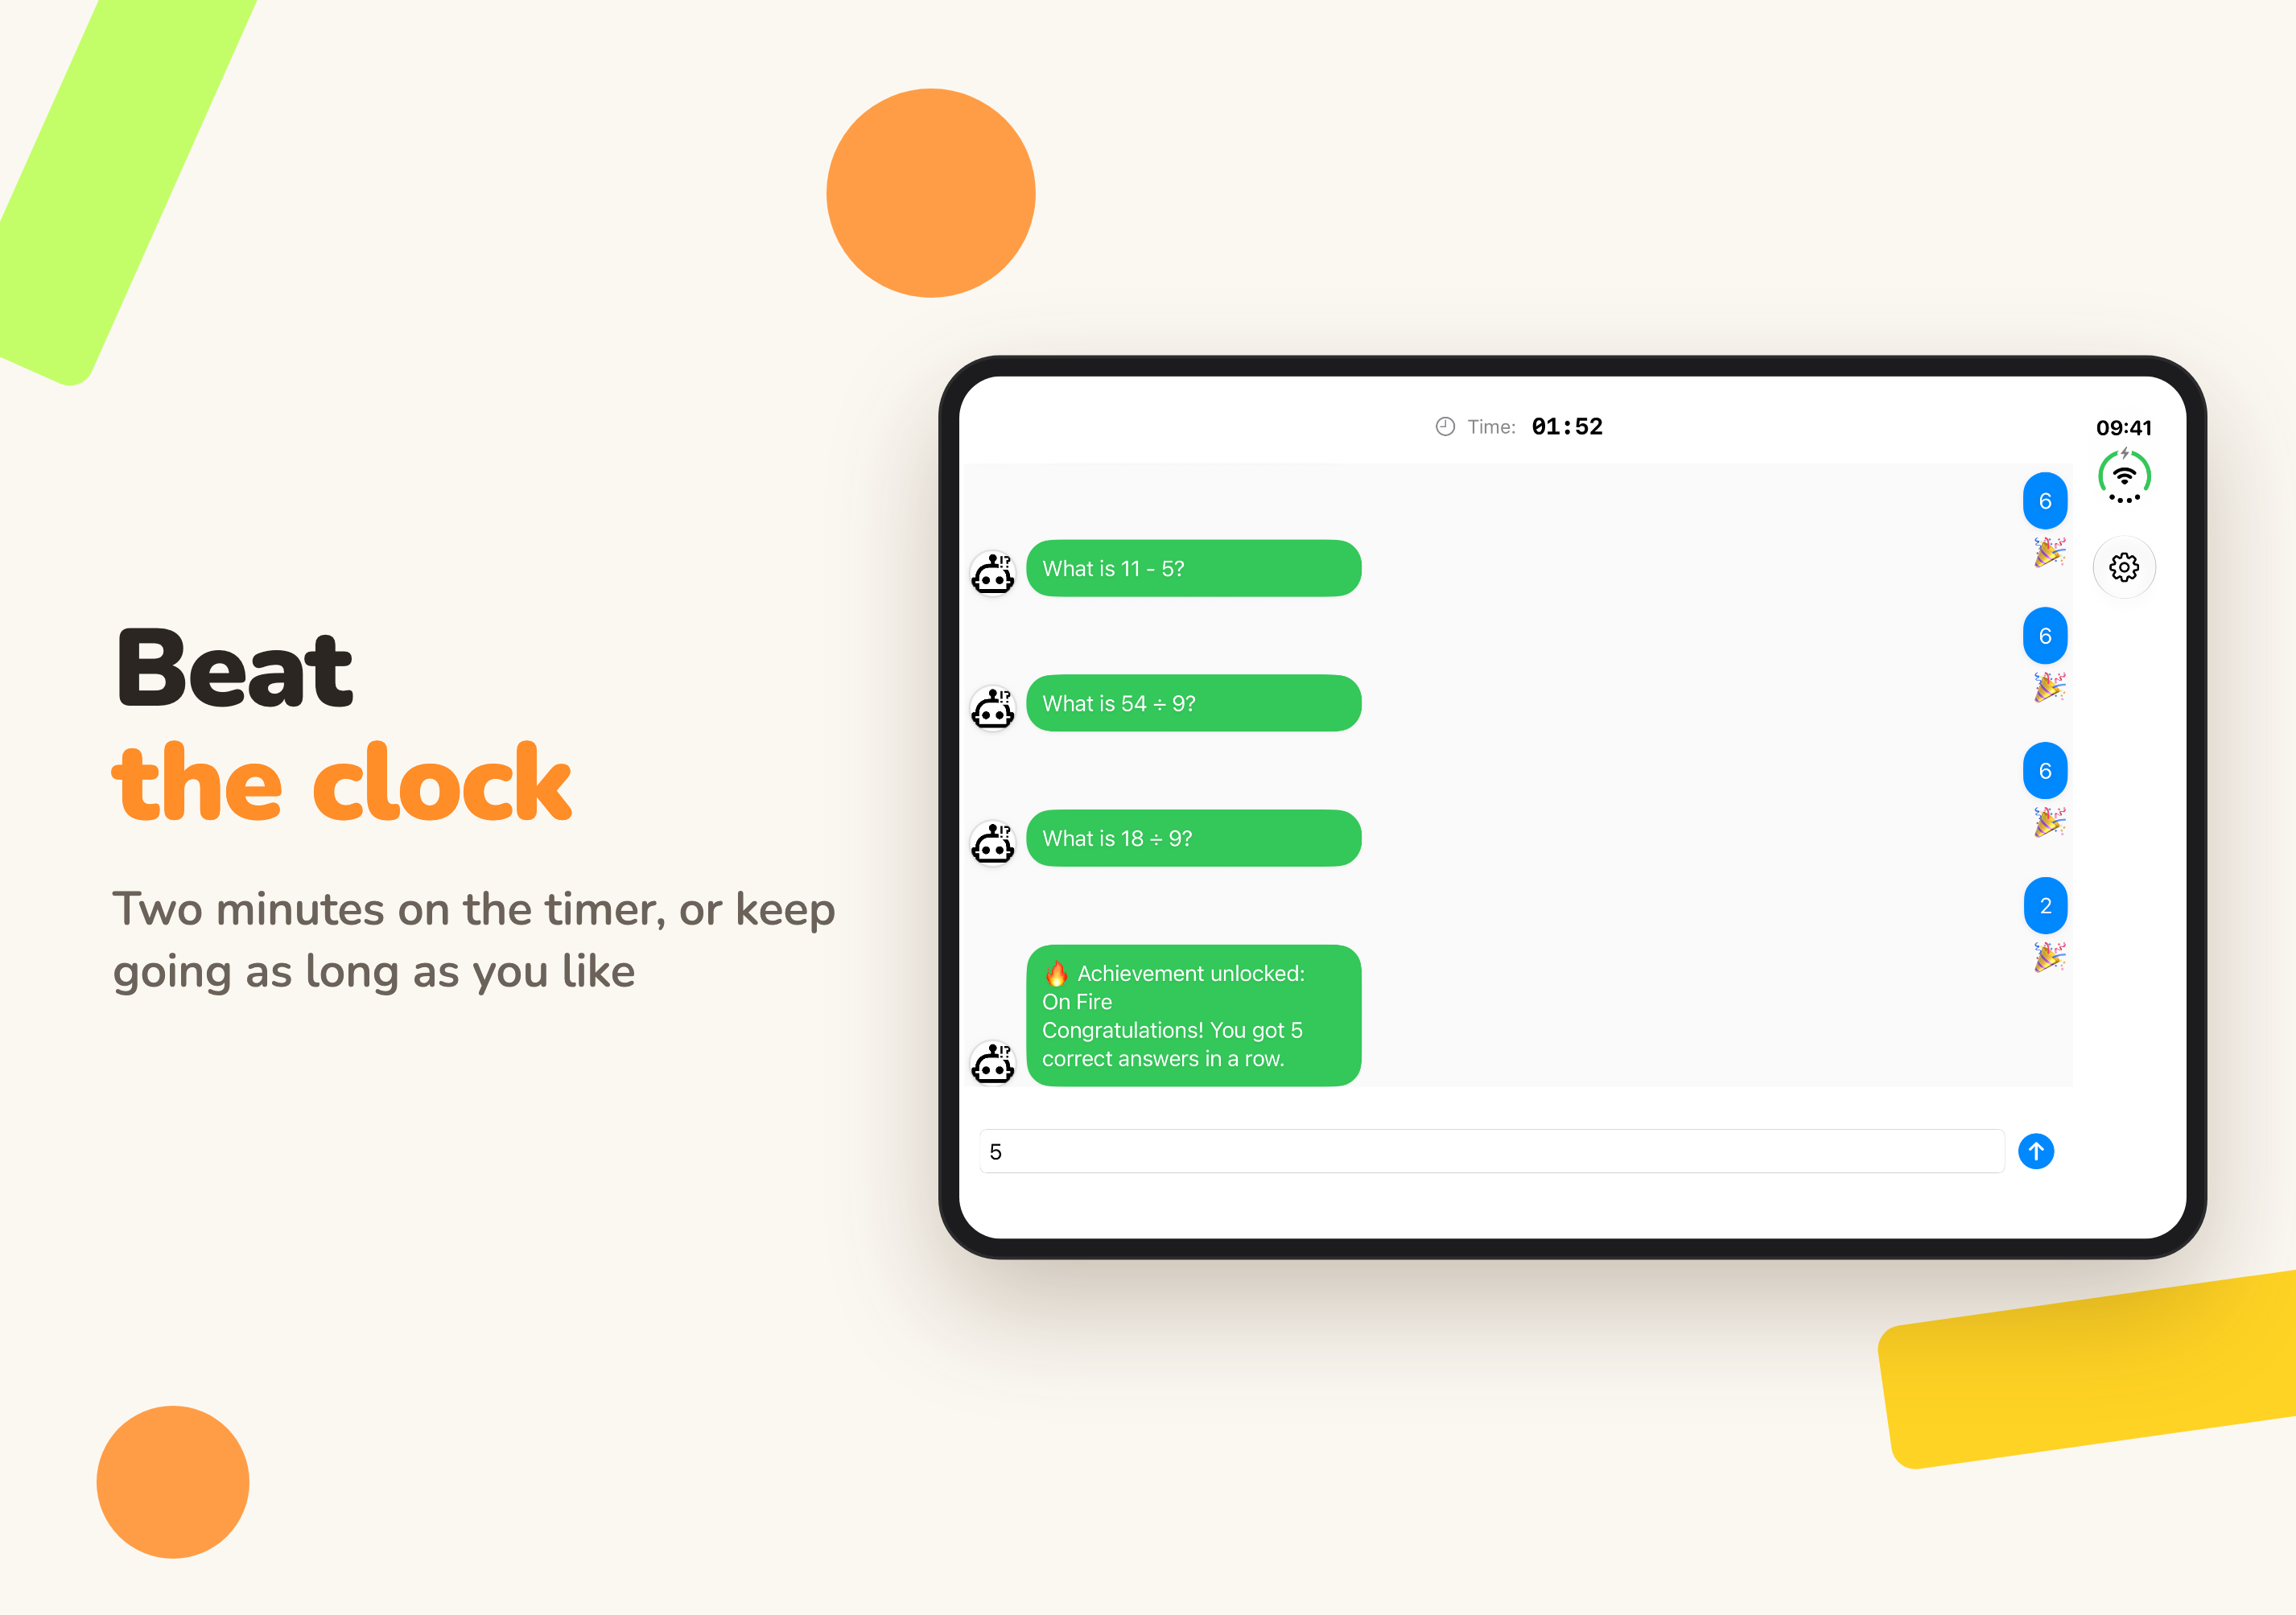 Beat
the clock
Two minutes on the timer, or keep
going as long as you like
Time: 01:52
09:41
6
What is 11 - 5?
6
What is 54 ÷ 9?
6
What is 18 ÷ 9?
2
Achievement unlocked:
On Fire
Congratulations! You got 5
correct answers in a row.
5